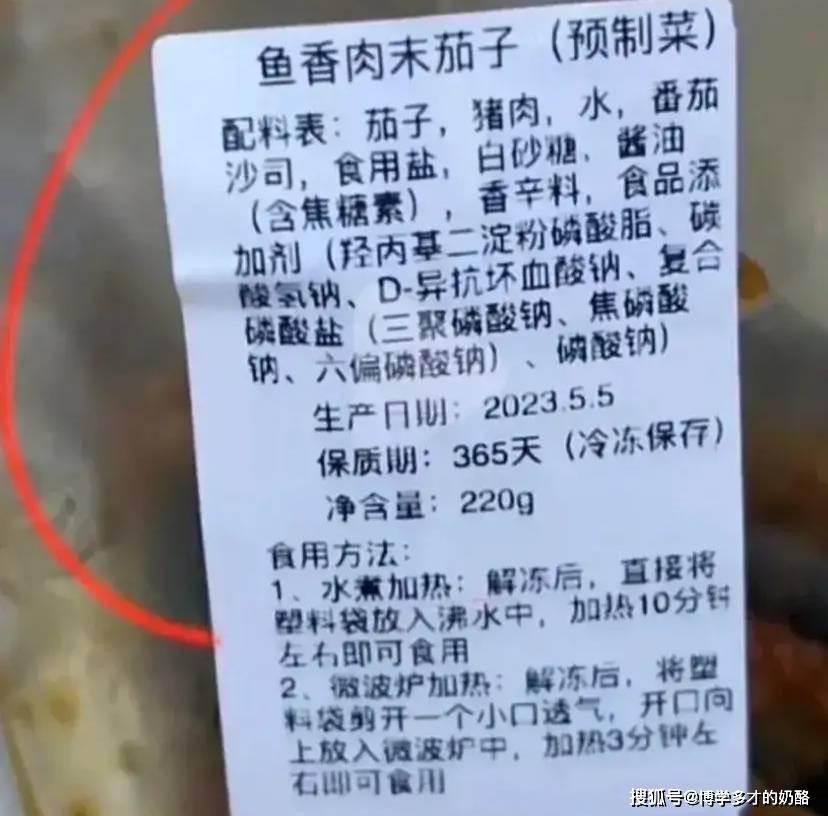 鱼香肉末茄子（预制菜）
配料表：茄子，猪肉，水，番茄
沙司，食用盐，白砂糖、酱油
（含焦糖素），香辛料，食品添
加剂（羟丙基二淀粉磷酸脂、碳
酸氢钠、D-异抗坏血酸钠、复合
磷酸盐（三聚磷酸钠、焦磷酸
钠、六偏磷酸钠）、磷酸钠）
生产日期：2023.5.5
保质期：365天（冷冻保存）
净含量：220g
食用方法：
1、水煮加热：解冻后，直接将
塑料袋放入沸水中，加热10分钟
左右即可食用
2、微波炉加热：解冻后，将塑
料袋剪开一个小口透气，开口向
上放入微波炉中，加热3分钟左
右即可食用
搜狐号@博学多才的奶酪